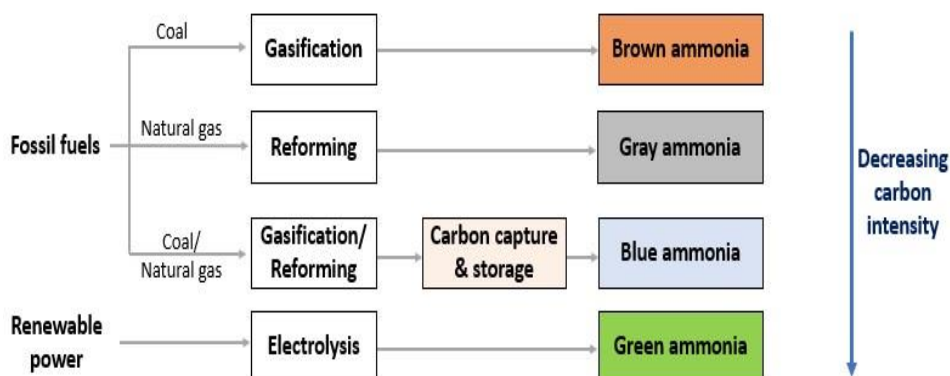 Coal
Gasification
Brown ammonia
Fossil fuels
Natural gas
Reforming
Gray ammonia
Decreasing
carbon
intensity
Coal/
Natural gas
Gasification/
Reforming
Carbon capture
& storage
Blue ammonia
Renewable
power
Electrolysis
Green ammonia